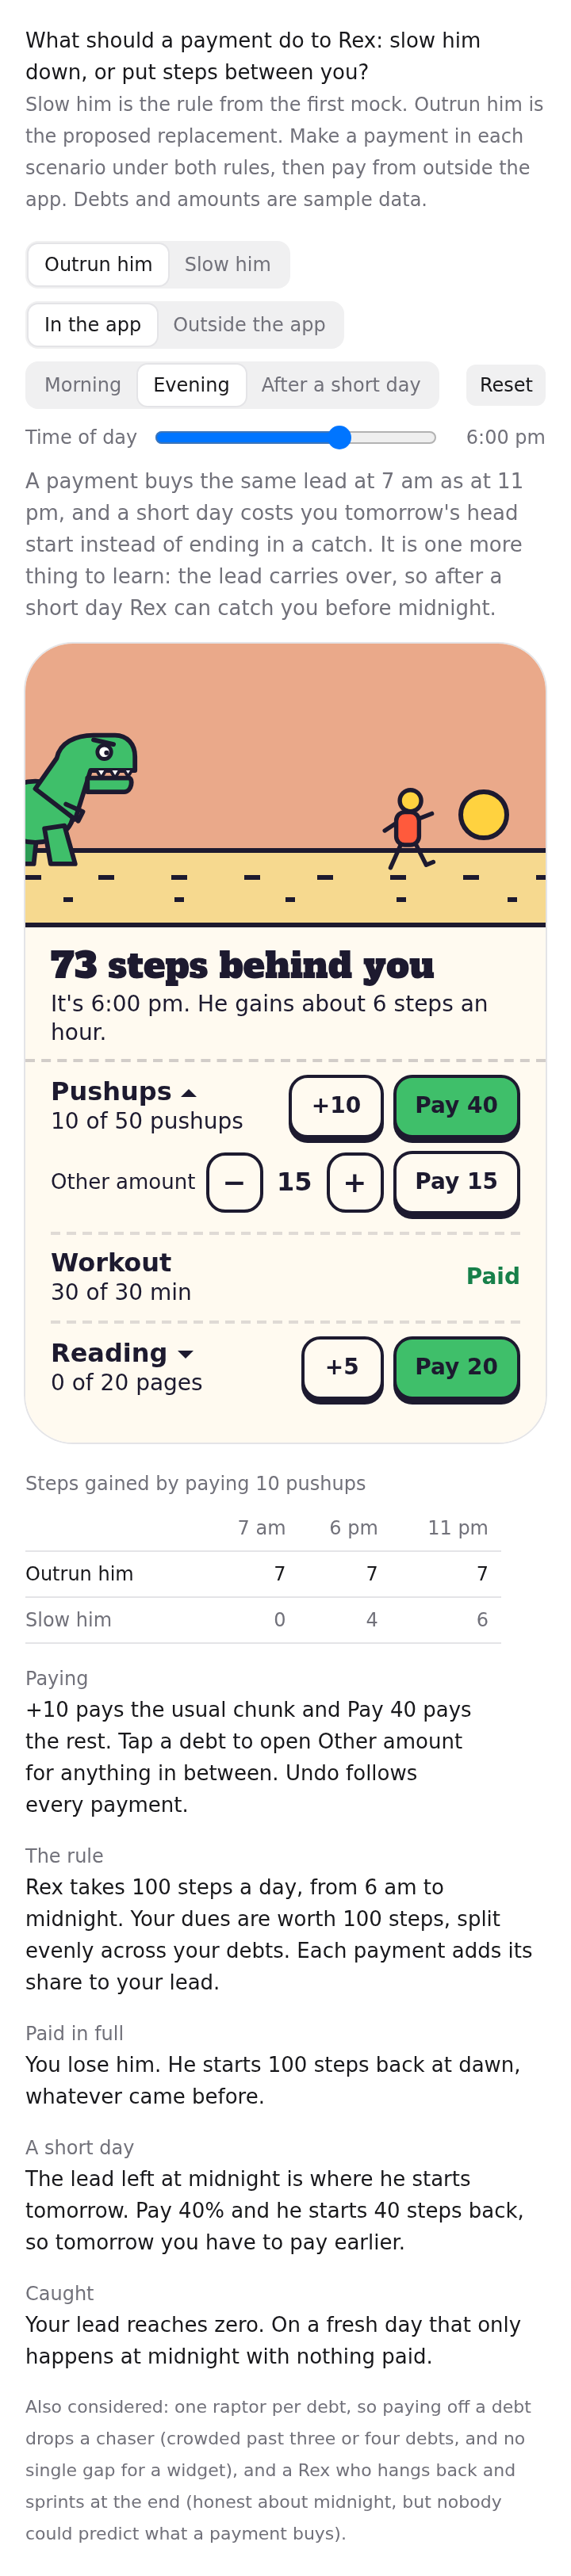 What should a payment do to Rex: slow him
down, or put steps between you?
Slow him is the rule from the first mock. Outrun him is
the proposed replacement. Make a payment in each
scenario under both rules, then pay from outside the
app. Debts and amounts are sample data.
Outrun him Slow him
In the app Outside the app
Morning Evening After a short day Reset
Time of day 6:00 pm
A payment buys the same lead at 7 am as at 11
pm, and a short day costs you tomorrow's head
start instead of ending in a catch. It is one more
thing to learn: the lead carries over, so after a
short day Rex can catch you before midnight.
73 steps behind you
It's 6:00 pm. He gains about 6 steps an
hour.
Pushups +10 Pay 40
10 of 50 pushups
Other amount − 15 + Pay 15
Workout Paid
30 of 30 min
Reading +5 Pay 20
0 of 20 pages
Steps gained by paying 10 pushups
7 am 6 pm 11 pm
Outrun him 7 7 7
Slow him 0 4 6
Paying
+10 pays the usual chunk and Pay 40 pays
the rest. Tap a debt to open Other amount
for anything in between. Undo follows
every payment.
The rule
Rex takes 100 steps a day, from 6 am to
midnight. Your dues are worth 100 steps, split
evenly across your debts. Each payment adds its
share to your lead.
Paid in full
You lose him. He starts 100 steps back at dawn,
whatever came before.
A short day
The lead left at midnight is where he starts
tomorrow. Pay 40% and he starts 40 steps back,
so tomorrow you have to pay earlier.
Caught
Your lead reaches zero. On a fresh day that only
happens at midnight with nothing paid.
Also considered: one raptor per debt, so paying off a debt
drops a chaser (crowded past three or four debts, and no
single gap for a widget), and a Rex who hangs back and
sprints at the end (honest about midnight, but nobody
could predict what a payment buys).